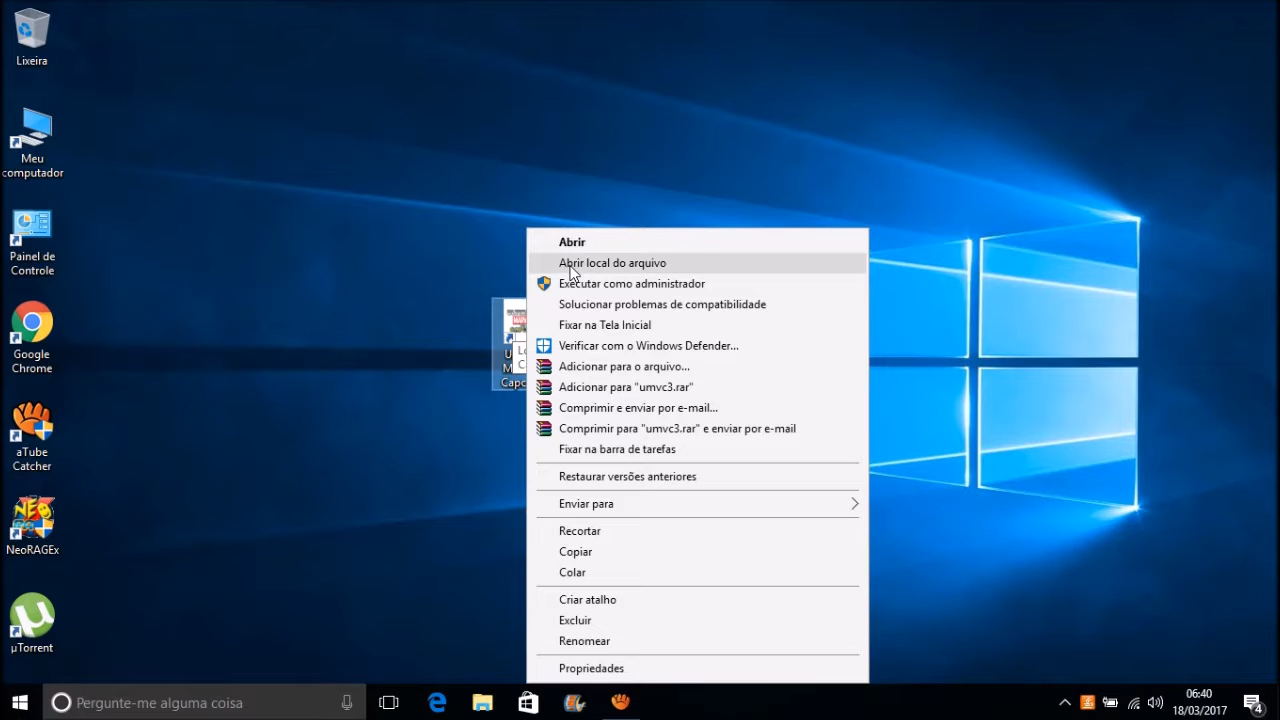 Lixeira
Meu
computador
Painel de
Controle
Google
Chrome
aTube
Catcher
NEO
NeoRAGEx
µTorrent
MARV
Capc
Abrir
Abrir local do arquivo
Executar como administrador
Solucionar problemas de compatibilidade
Fixar na Tela Inicial
Verificar com o Windows Defender...
Adicionar para o arquivo...
Adicionar para "umvc3.rar"
Comprimir e enviar por e-mail...
Comprimir para "umvc3.rar" e enviar por e-mail
Fixar na barra de tarefas
Restaurar versões anteriores
Enviar para
Recortar
Copiar
Colar
Criar atalho
Excluir
Renomear
Propriedades
Pergunte-me alguma coisa
06:40
18/03/2017
4